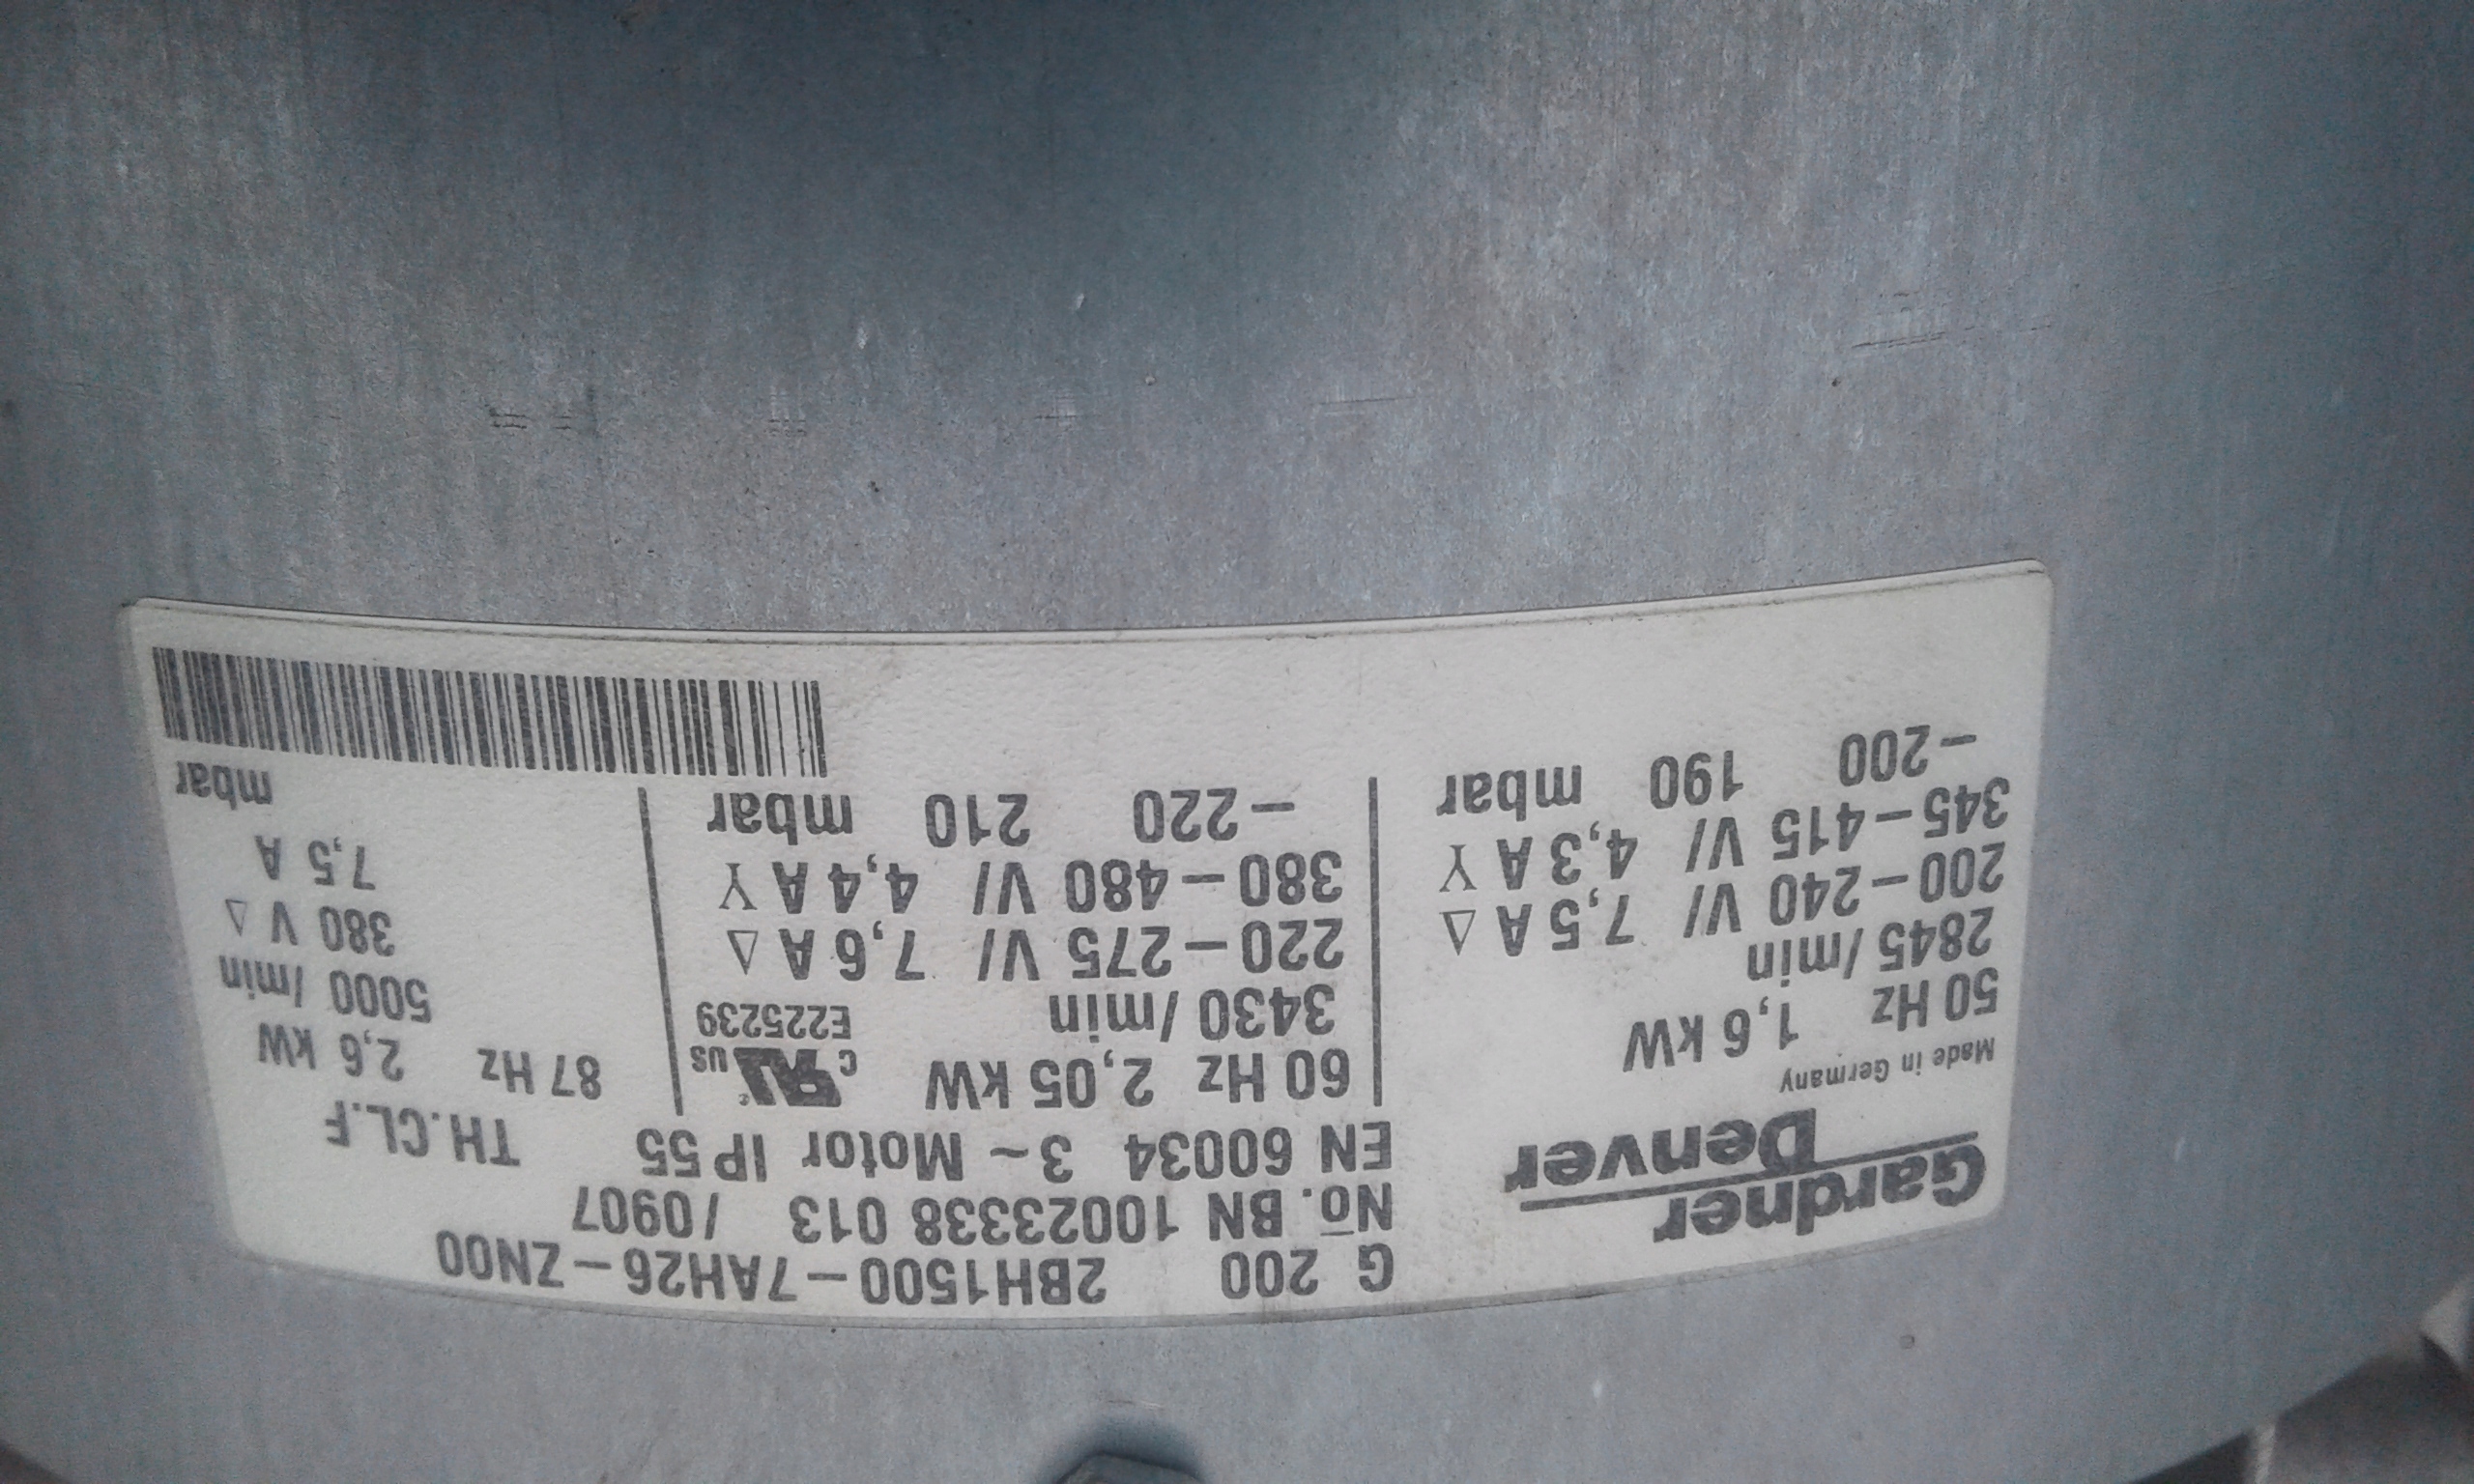 Gardner
Denver
Made in Germany
G 200 2BH1500-7AH26-ZN00
No. BN 10023338 013 /0907
EN 60034 3~ Motor IP55 TH.CL.F
50 Hz 1,6 kW
2845 /min
200-240 V/ 7,5 A Δ
345-415 V/ 4,3 A Y
-200 190 mbar
60 Hz 2,05 kW
3430 /min
220-275 V/ 7,6 A Δ
380-480 V/ 4,4 A Y
-220 210 mbar
c RU us
E225239
87 Hz 2,6 kW
5000 /min
380 V Δ
7,5 A
mbar